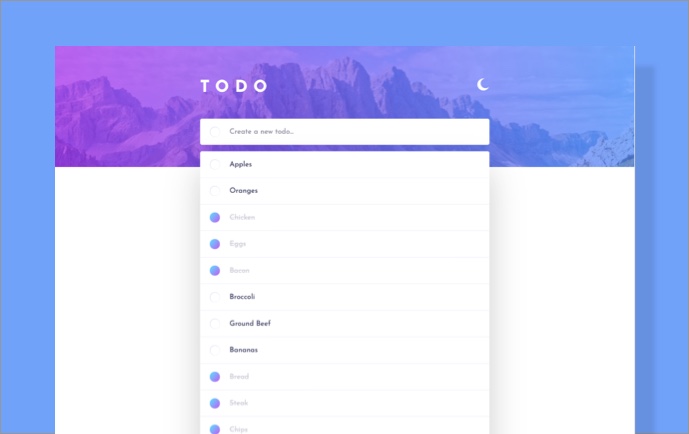 TODO
Create a new todo...
Apples
Oranges
Chicken
Eggs
Bacon
Broccoli
Ground Beef
Bananas
Bread
Steak
Chips